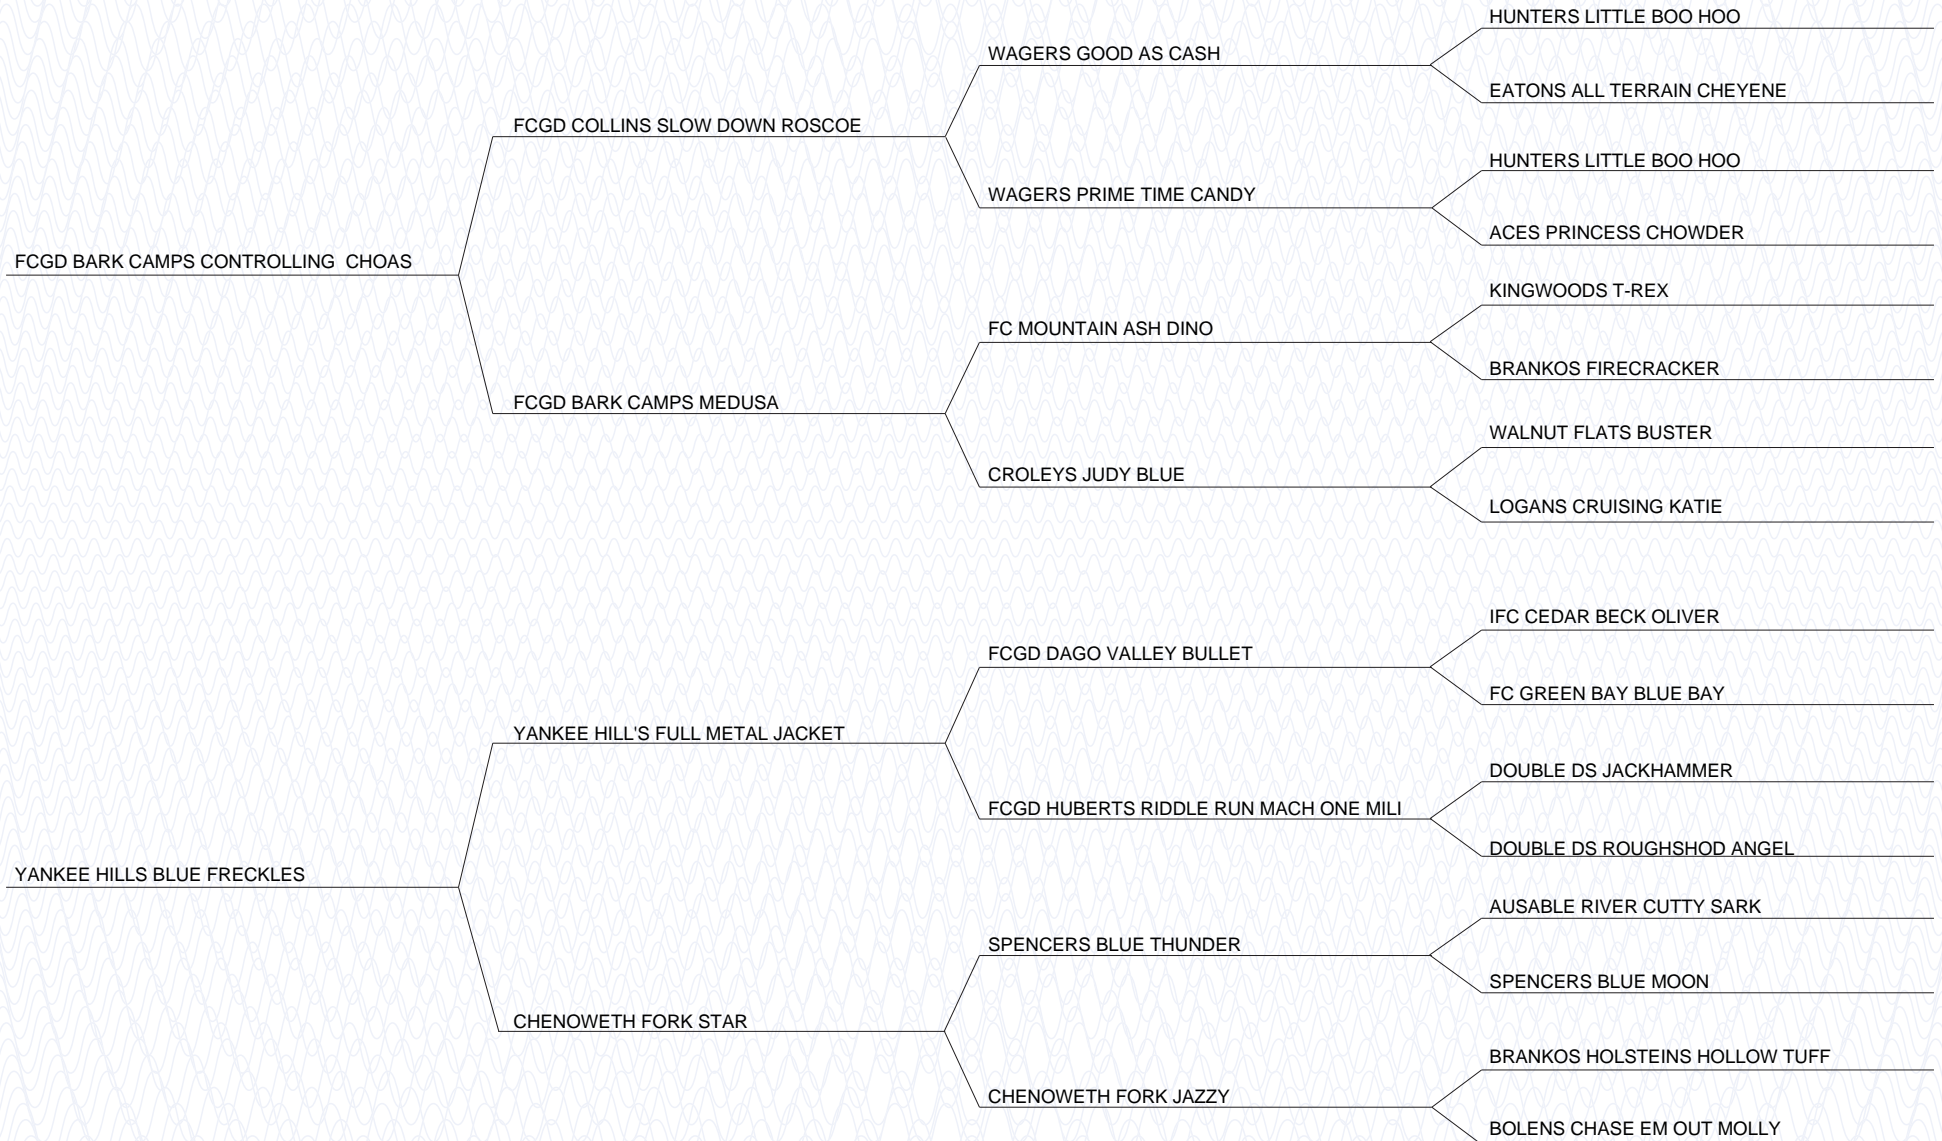 HUNTERS LITTLE BOO HOO
WAGERS GOOD AS CASH
EATONS ALL TERRAIN CHEYENE
FCGD COLLINS SLOW DOWN ROSCOE
HUNTERS LITTLE BOO HOO
WAGERS PRIME TIME CANDY
ACES PRINCESS CHOWDER
FCGD BARK CAMPS CONTROLLING  CHOAS
KINGWOODS T-REX
FC MOUNTAIN ASH DINO
BRANKOS FIRECRACKER
FCGD BARK CAMPS MEDUSA
WALNUT FLATS BUSTER
CROLEYS JUDY BLUE
LOGANS CRUISING KATIE
IFC CEDAR BECK OLIVER
FCGD DAGO VALLEY BULLET
FC GREEN BAY BLUE BAY
YANKEE HILL'S FULL METAL JACKET
DOUBLE DS JACKHAMMER
FCGD HUBERTS RIDDLE RUN MACH ONE MILI
DOUBLE DS ROUGHSHOD ANGEL
YANKEE HILLS BLUE FRECKLES
AUSABLE RIVER CUTTY SARK
SPENCERS BLUE THUNDER
SPENCERS BLUE MOON
CHENOWETH FORK STAR
BRANKOS HOLSTEINS HOLLOW TUFF
CHENOWETH FORK JAZZY
BOLENS CHASE EM OUT MOLLY